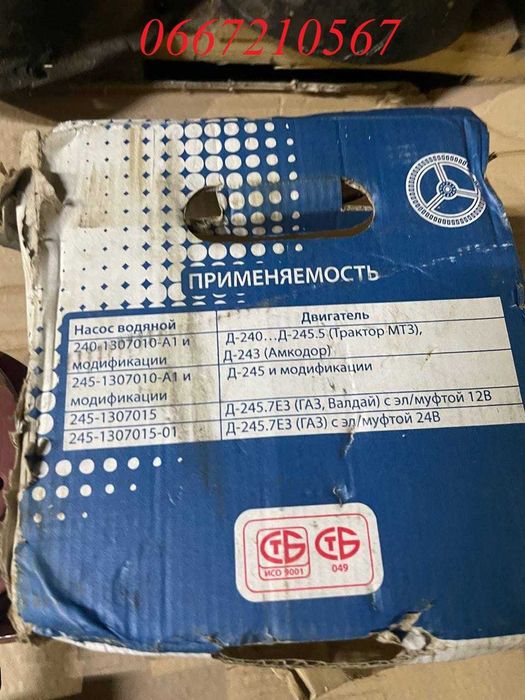 0667210567
ПРИМЕНЯЕМОСТЬ
Насос водяной Двигатель
240-1307010-А1 и модификации Д-240...Д-245.5 (Трактор МТЗ), Д-243 (Амкодор)
245-1307010-А1 и модификации Д-245 и модификации
245-1307015 Д-245.7Е3 (ГАЗ, Валдай) с эл/муфтой 12В
245-1307015-01 Д-245.7Е3 (ГАЗ) с эл/муфтой 24В
СТБ СТБ
ИСО 9001 049